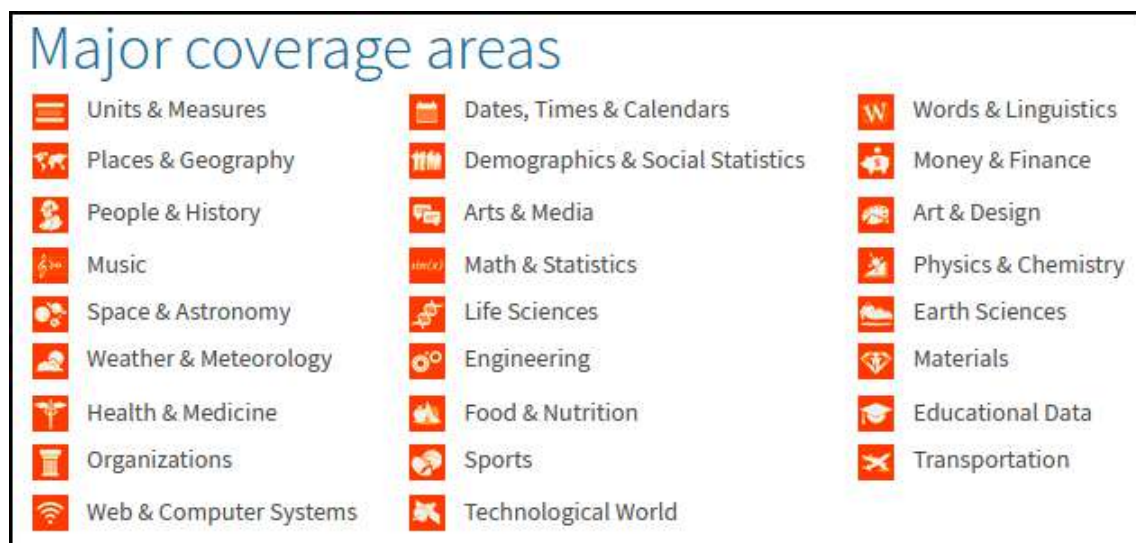 Major coverage areas
Units & Measures
Dates, Times & Calendars
W Words & Linguistics
Places & Geography
Demographics & Social Statistics
$ Money & Finance
People & History
Arts & Media
Art & Design
Music
sin(x) Math & Statistics
Physics & Chemistry
Space & Astronomy
Life Sciences
Earth Sciences
Weather & Meteorology
Engineering
Materials
Health & Medicine
Food & Nutrition
Educational Data
Organizations
Sports
Transportation
Web & Computer Systems
Technological World